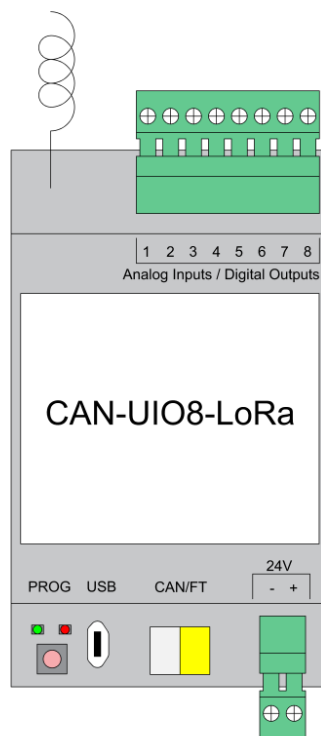 1 2 3 4 5 6 7 8
Analog Inputs / Digital Outputs
CAN-UIO8-LoRa
24V
PROG USB CAN/FT - +